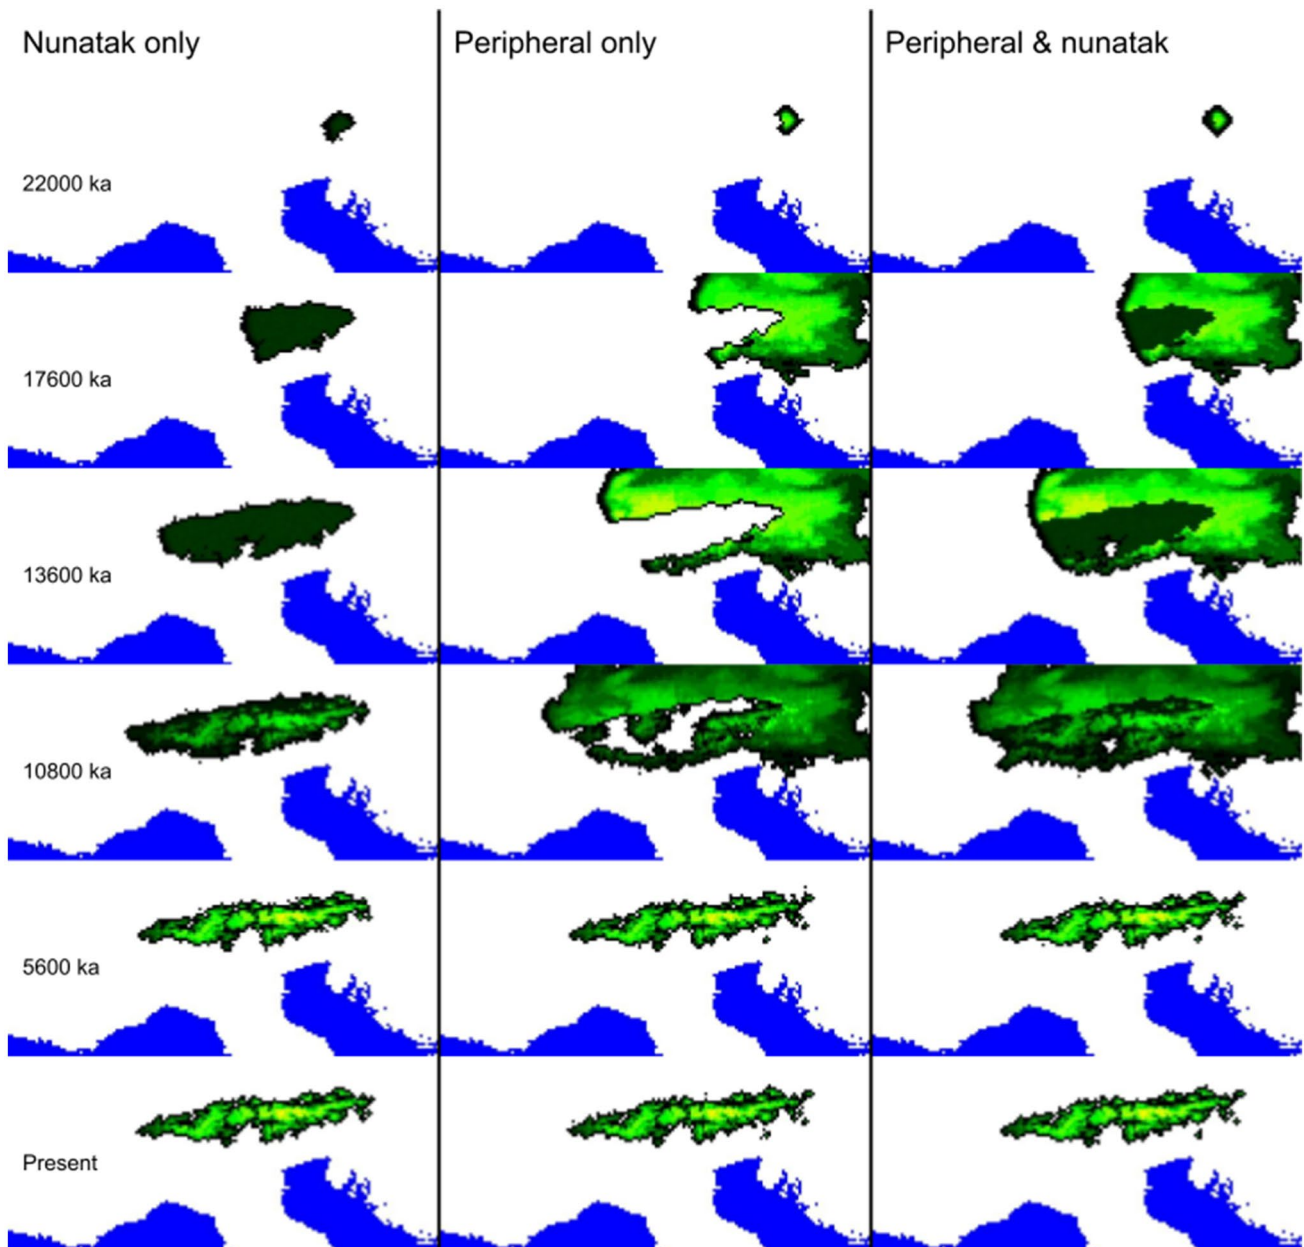 Nunatak only
Peripheral only
Peripheral & nunatak
22000 ka
17600 ka
13600 ka
10800 ka
5600 ka
Present